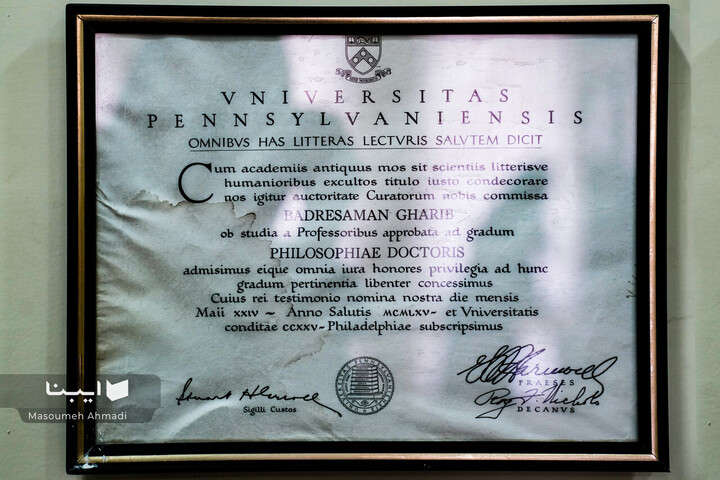 VNIVERSITAS
PENNSYLVANIENSIS
OMNIBVS HAS LITTERAS LECTVRIS SALVTEM DICIT
Cum academiis antiquus mos sit scientiis litterisve
humanioribus excultos titulo iusto condecorare
nos igitur auctoritate Curatorum nobis commissa
BADRESAMAN GHARIB
ob studia a Professoribus approbata ad gradum
PHILOSOPHIAE DOCTORIS
admisimus eique omnia iura honores privilegia ad hunc
gradum pertinentia libenter concessimus
Cuius rei testimonio nomina nostra die mensis
Maii XXIV ~ Anno Salutis MCMLXV ~ et Vniversitatis
conditae CCXXV ~ Philadelphiae subscripsimus
Sigilli Custos
PRAESES
DECANVS
ایبنا
Masoumeh Ahmadi